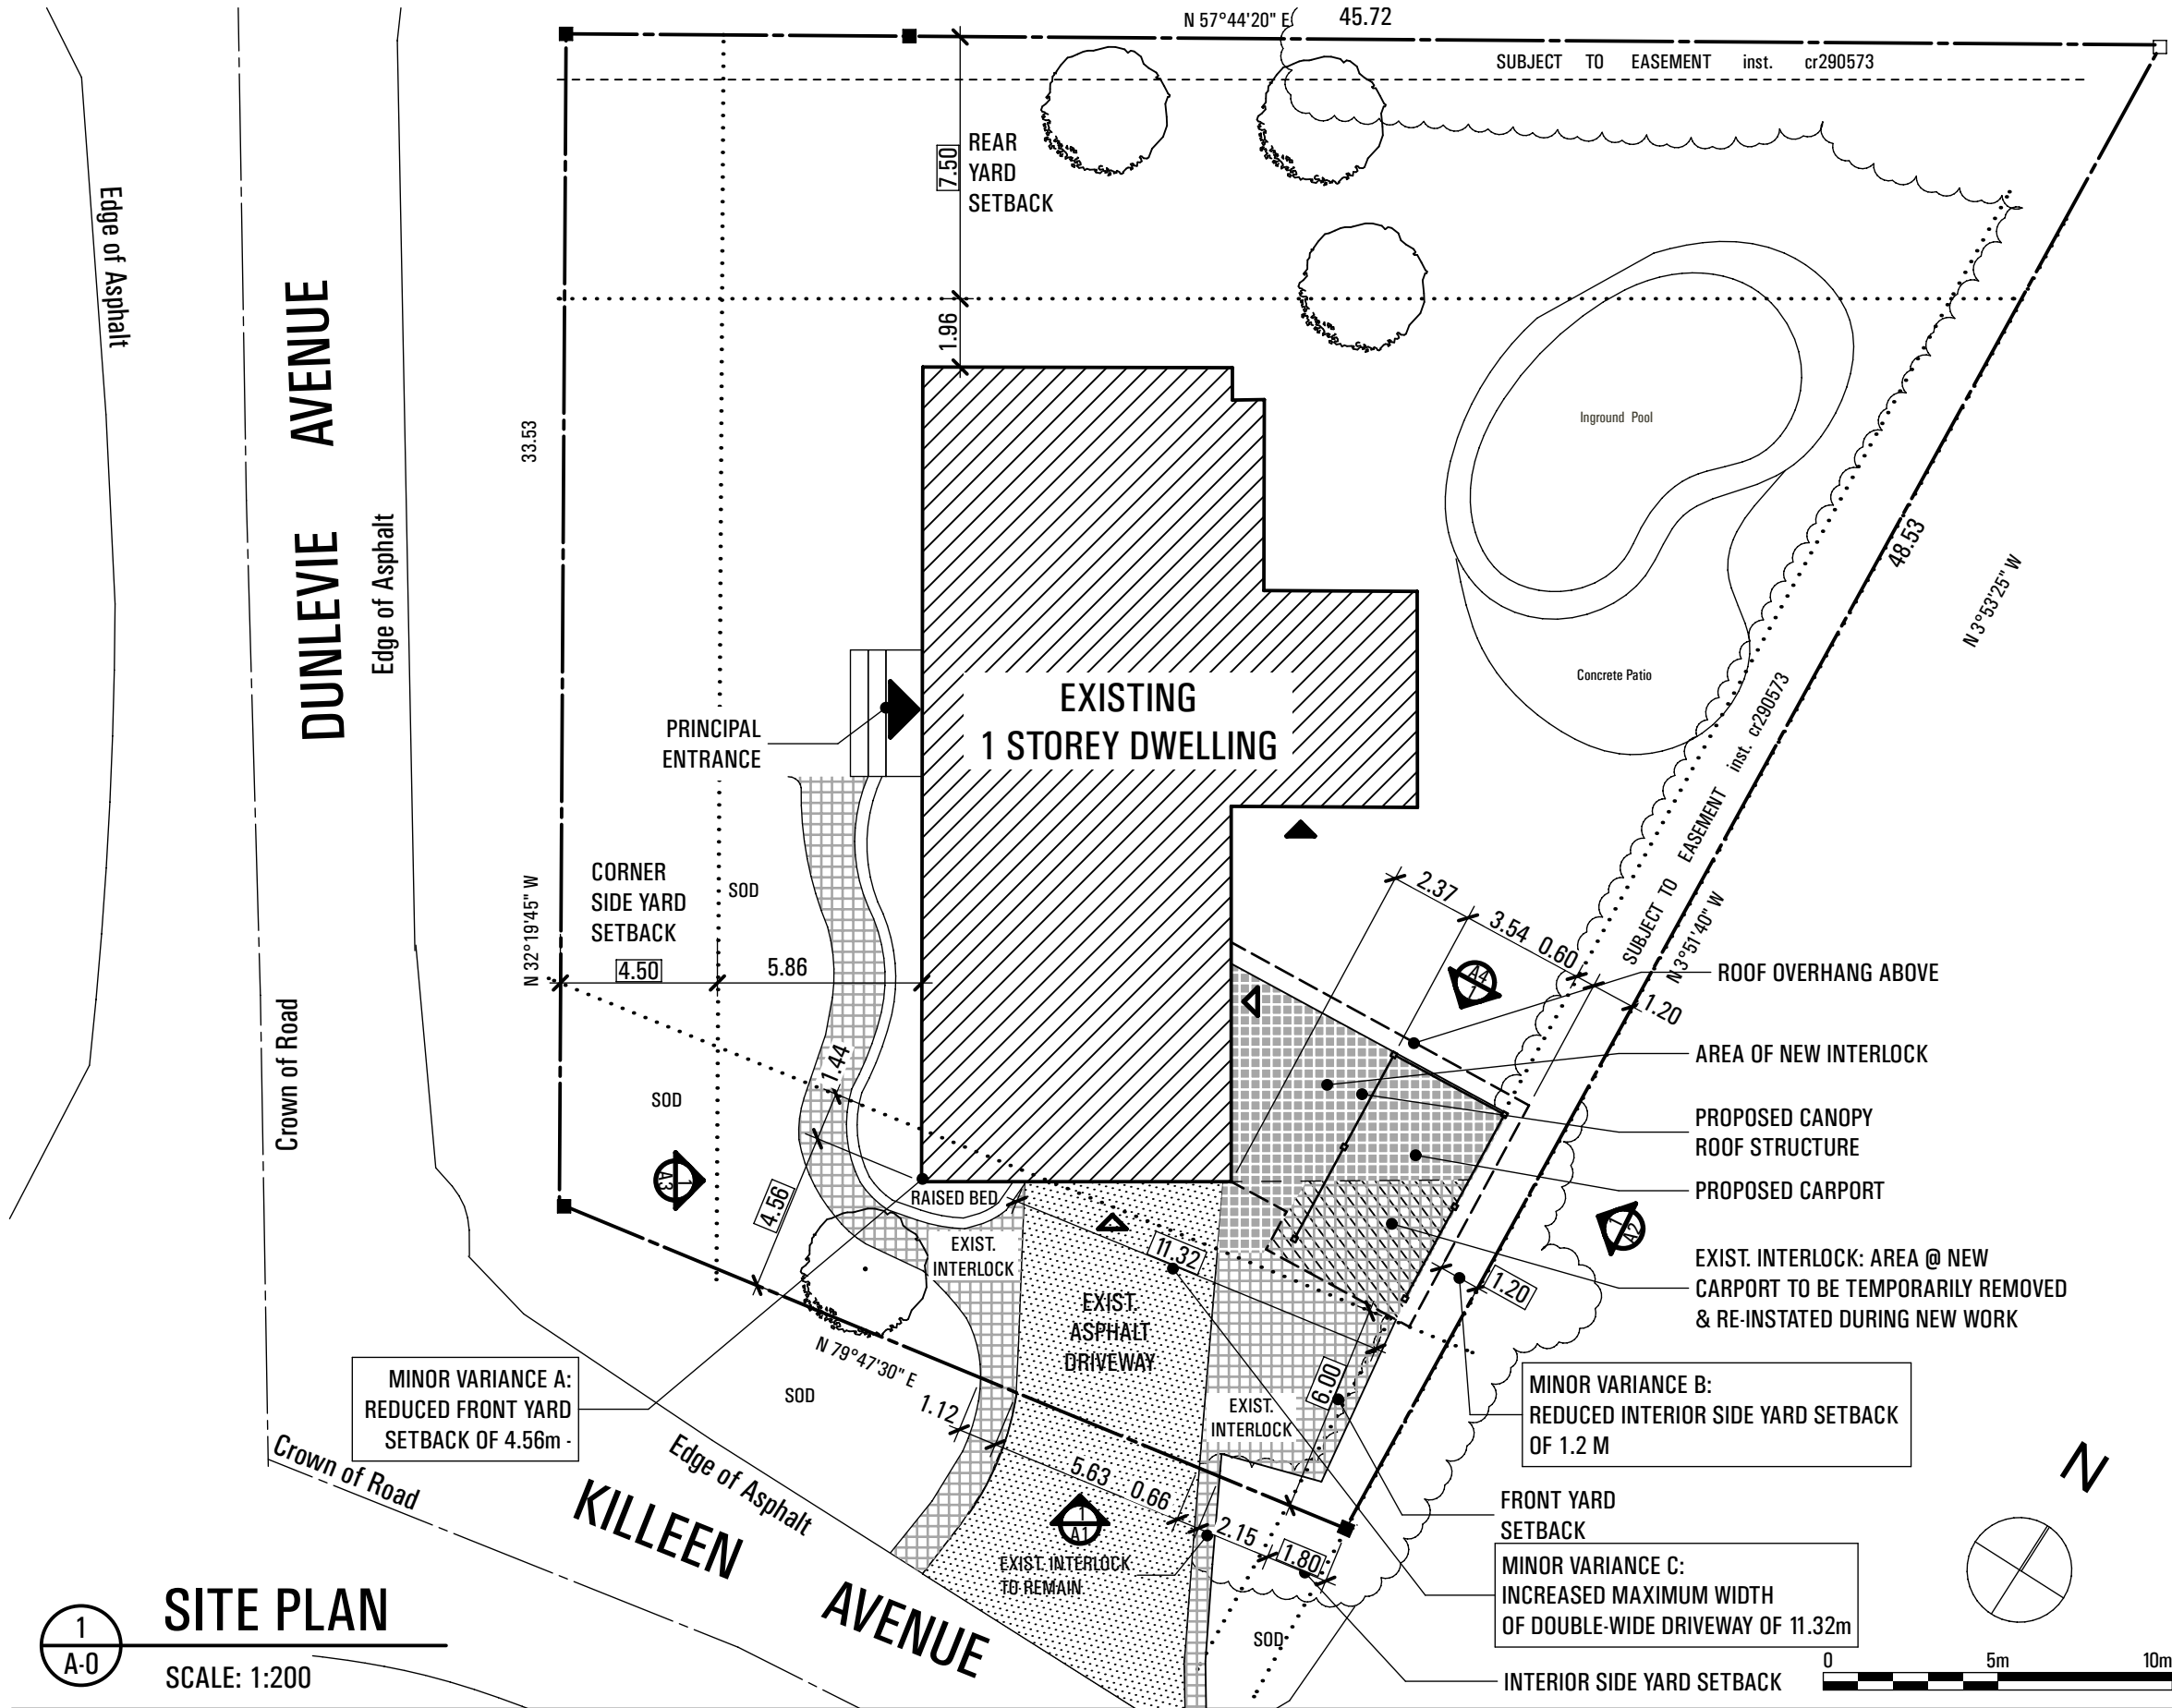 N 57°44'20" E
45.72
SUBJECT TO EASEMENT inst. cr290573
7.50
REAR
YARD
SETBACK
Edge of Asphalt
1.96
DUNLEVIE AVENUE
33.53
Inground Pool
Edge of Asphalt
48.53
N 3°53'25" W
EXISTING
1 STOREY DWELLING
Concrete Patio
PRINCIPAL
ENTRANCE
SUBJECT TO EASEMENT inst. cr290573
N 3°51'40" W
CORNER
SIDE YARD
SETBACK
SOD
N 32°19'45" W
4.50
5.86
2.37
3.54
0.60
1.20
A4
1
ROOF OVERHANG ABOVE
AREA OF NEW INTERLOCK
Crown of Road
1.44
SOD
PROPOSED CANOPY
ROOF STRUCTURE
PROPOSED CARPORT
A3
1
4.56
RAISED BED
EXIST.
INTERLOCK
11.32
1
A2
EXIST. INTERLOCK: AREA @ NEW
CARPORT TO BE TEMPORARILY REMOVED
& RE-INSTATED DURING NEW WORK
1.20
EXIST.
ASPHALT
DRIVEWAY
N 79°47'30" E
SOD
1.12
6.00
EXIST.
INTERLOCK
MINOR VARIANCE A:
REDUCED FRONT YARD
SETBACK OF 4.56m -
MINOR VARIANCE B:
REDUCED INTERIOR SIDE YARD SETBACK
OF 1.2 M
Crown of Road
Edge of Asphalt
5.63
0.66
2.15
1.80
1
A1
EXIST. INTERLOCK
TO REMAIN
FRONT YARD
SETBACK
N
MINOR VARIANCE C:
INCREASED MAXIMUM WIDTH
OF DOUBLE-WIDE DRIVEWAY OF 11.32m
KILLEEN AVENUE
SOD
INTERIOR SIDE YARD SETBACK
0 5m 10m
1
A-0
SITE PLAN
SCALE: 1:200